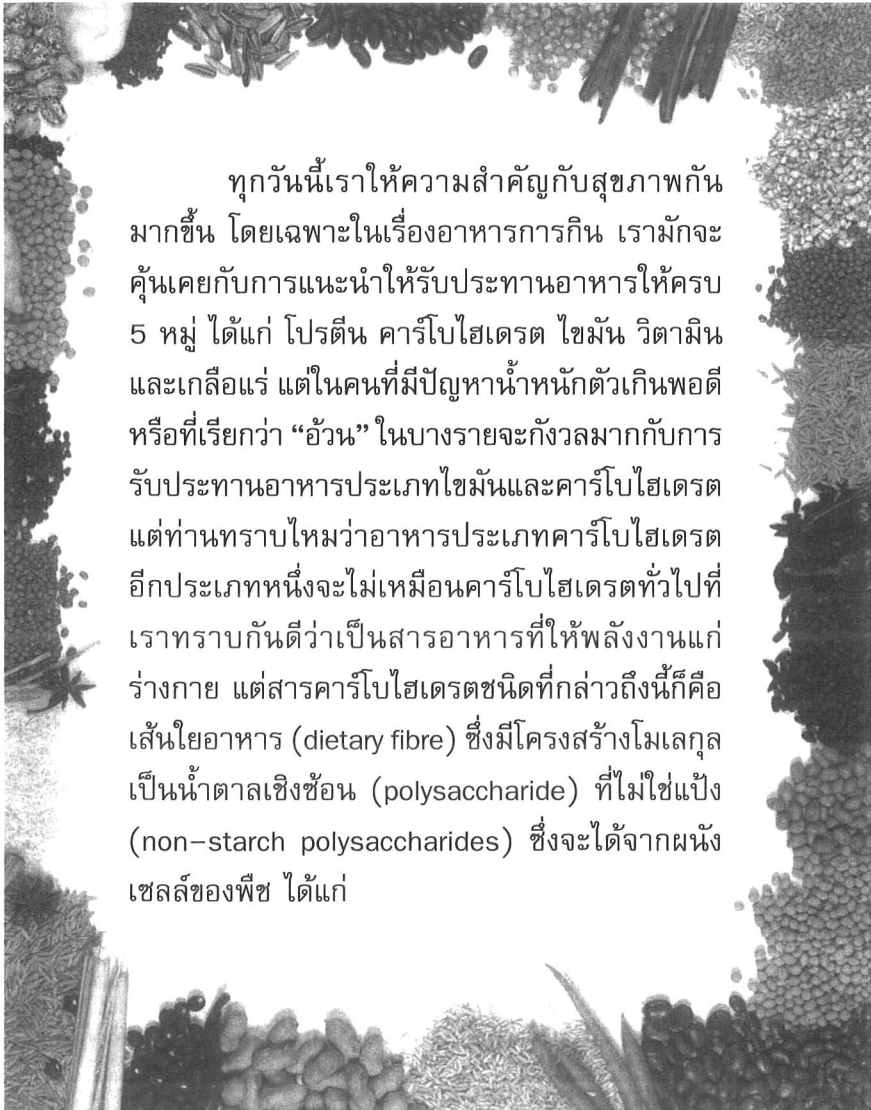 ทุกวันนี้เราให้ความสำคัญกับสุขภาพกัน
มากขึ้น โดยเฉพาะในเรื่องอาหารการกิน เรามักจะ
คุ้นเคยกับการแนะนำให้รับประทานอาหารให้ครบ
5 หมู่ ได้แก่ โปรตีน คาร์โบไฮเดรต ไขมัน วิตามิน
และเกลือแร่ แต่ในคนที่มีปัญหาน้ำหนักตัวเกินพอดี
หรือที่เรียกว่า “อ้วน” ในบางรายจะกังวลมากกับการ
รับประทานอาหารประเภทไขมันและคาร์โบไฮเดรต
แต่ท่านทราบไหมว่าอาหารประเภทคาร์โบไฮเดรต
อีกประเภทหนึ่งจะไม่เหมือนคาร์โบไฮเดรตทั่วไปที่
เราทราบกันดีว่าเป็นสารอาหารที่ให้พลังงานแก่
ร่างกาย แต่สารคาร์โบไฮเดรตชนิดที่กล่าวถึงนี้ก็คือ
เส้นใยอาหาร (dietary fibre) ซึ่งมีโครงสร้างโมเลกุล
เป็นน้ำตาลเชิงซ้อน (polysaccharide) ที่ไม่ใช่แป้ง
(non-starch polysaccharides) ซึ่งจะได้จากผนัง
เซลล์ของพืช ได้แก่